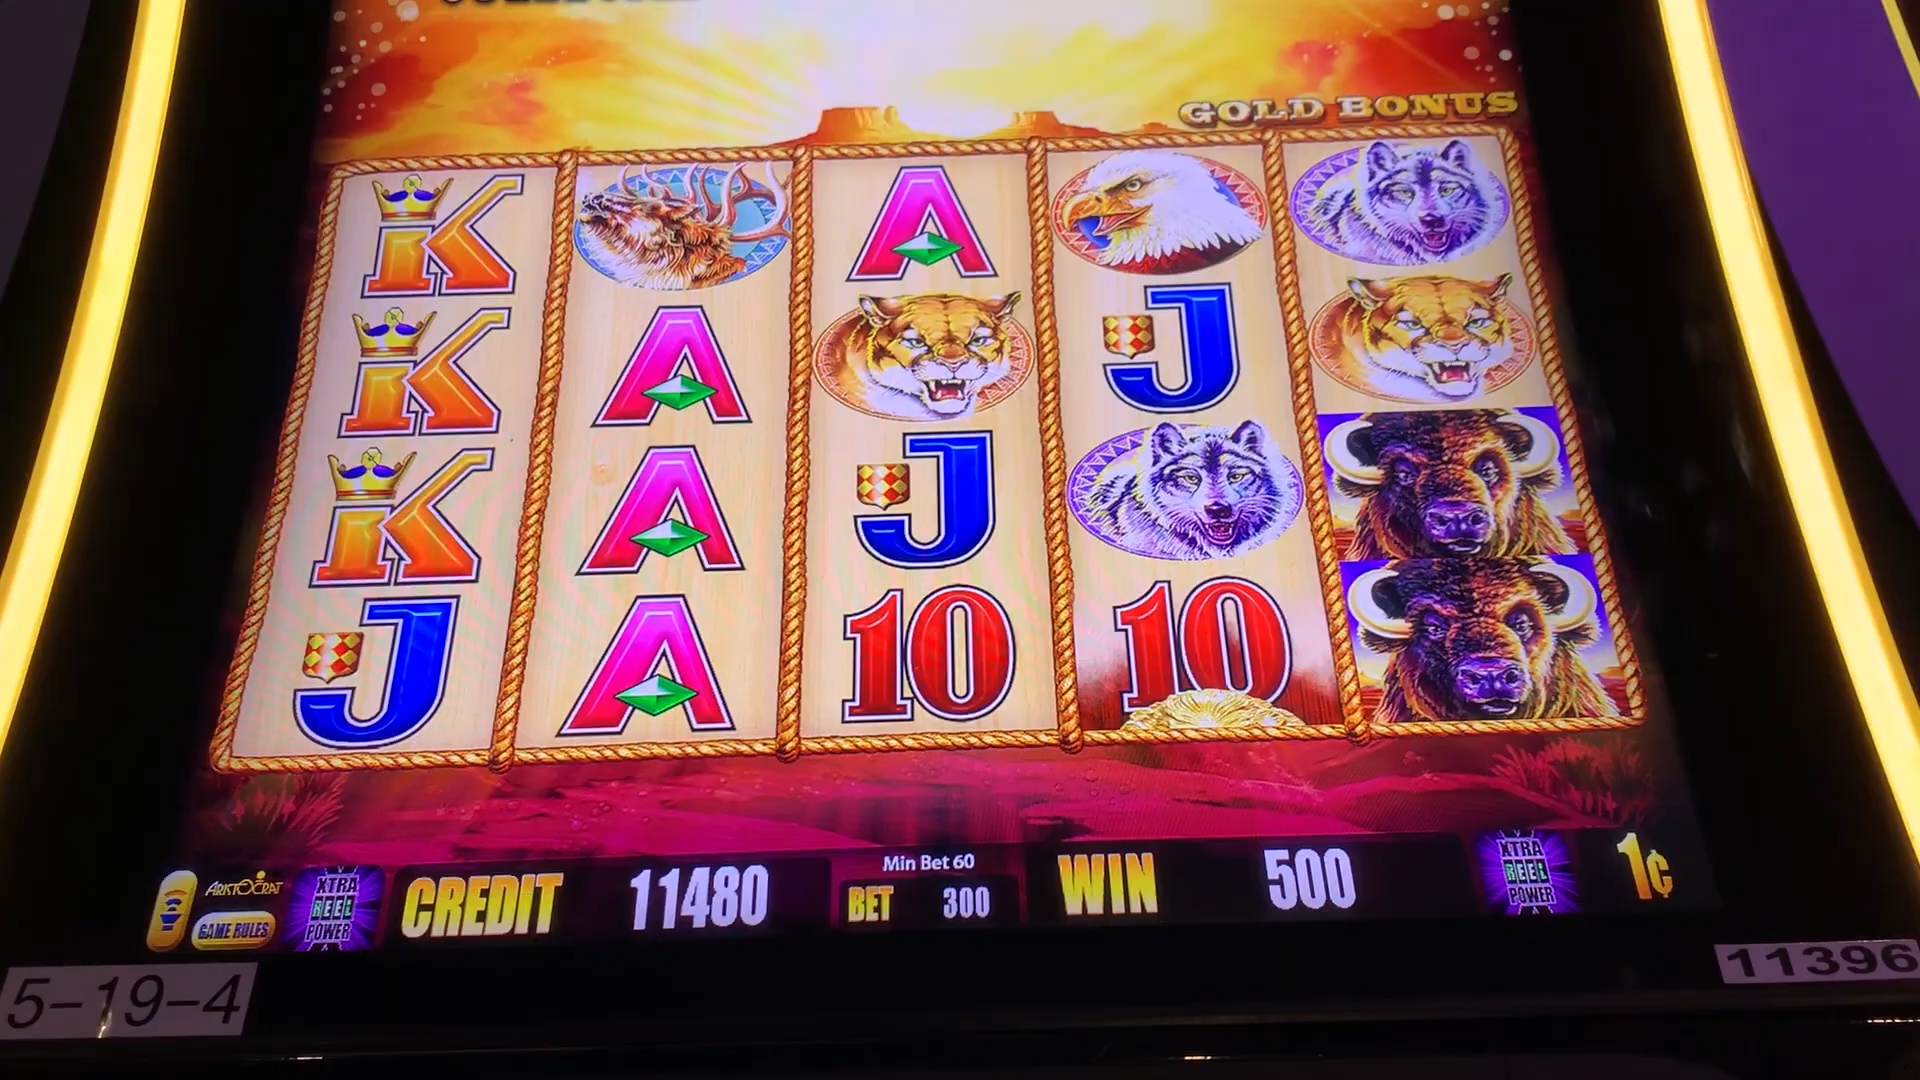 GOLD BONUS
K
A
K
A
J
K
A
J
J
A
10
10
Min Bet 60
ARISTOCRAT
GAME RULES
XTRA
REEL
POWER
CREDIT 11480
BET 300
WIN 500
XTRA
REEL
POWER
1¢
5-19-4
11396